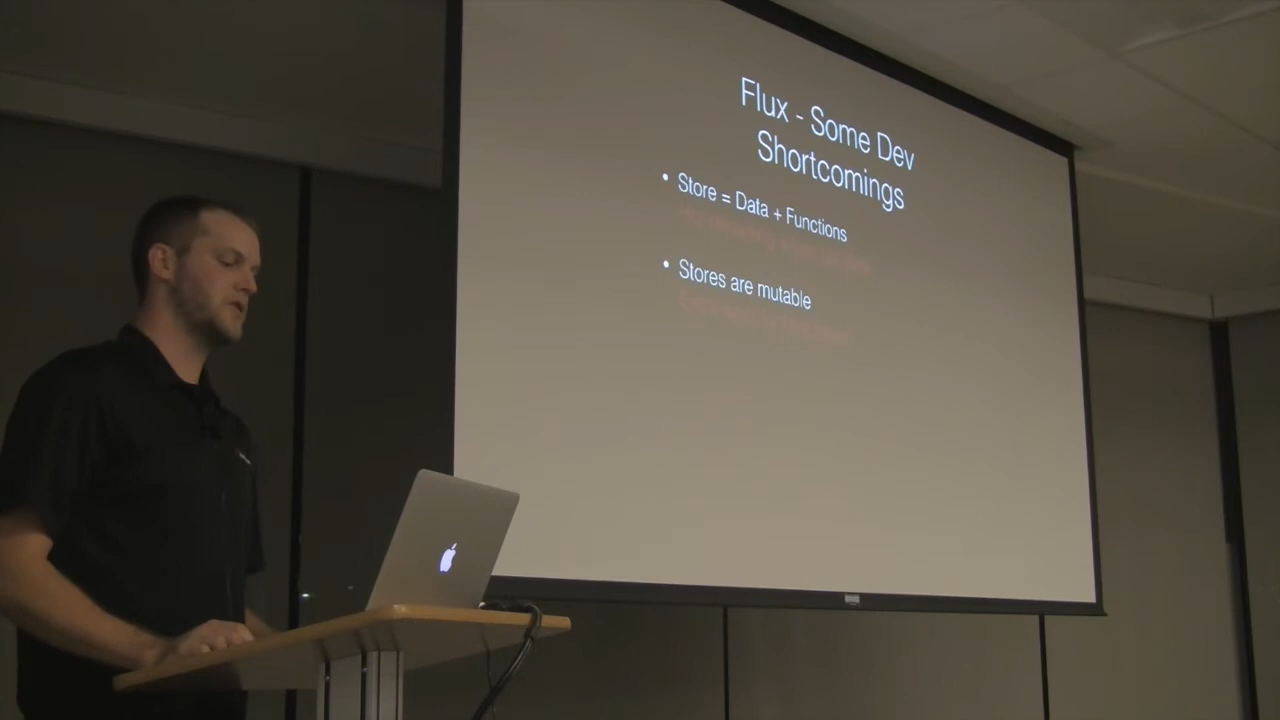 Flux - Some Dev
Shortcomings
• Store = Data + Functions
• Stores are mutable